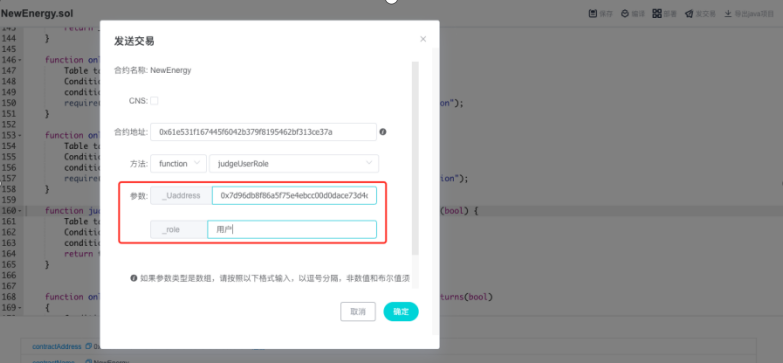 NewEnergy.sol
保存 编译 部署 发交易 导出java项目
144 }
145
146 function on
147 Table t
148 Conditi
149 conditi
150 require on");
151 }
152
153 function on
154 Table t
155 Conditi
156 conditi
157 require ion");
158 }
159
160 function ju (bool) {
161 Table t
162 Conditi
163 conditi
164 return
165 }
166
167
168 function on turns(bool)
169 {
发送交易
合约名称: NewEnergy
CNS:
合约地址: 0x61e531f167445f6042b379f8195462bf313ce37a
方法: function judgeUserRole
参数: _Uaddress 0x7d96db8f86a5f75e4ebcc00d0dace73d4
_role 用户
如果参数类型是数组，请按照以下格式输入，以逗号分隔，非数值和布尔值须
取消 确定
contractAddress
contractName NewEnergy